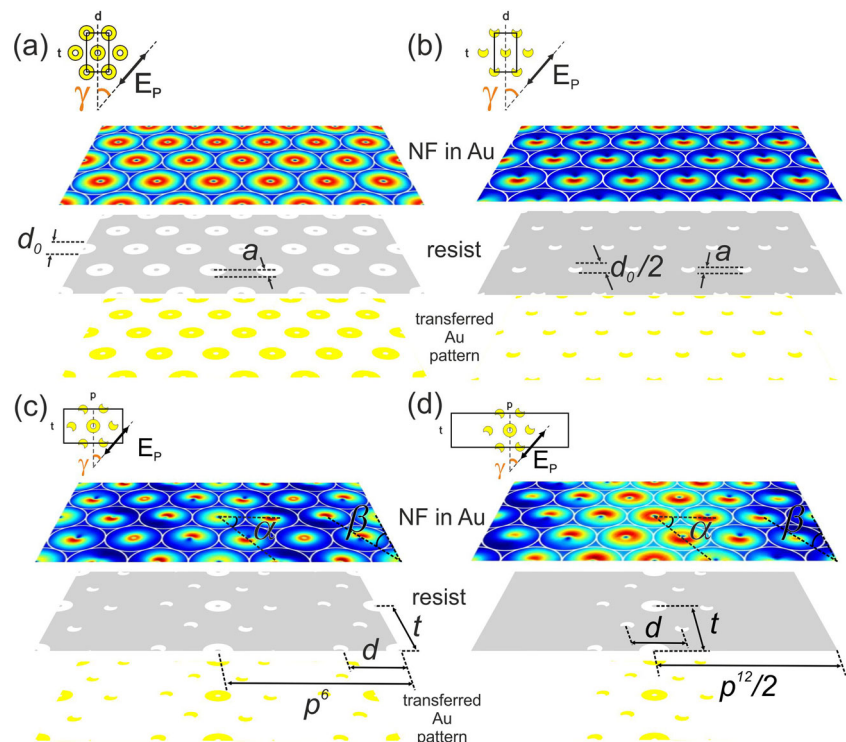 (a)
d
t
γ
E_P
(b)
d
t
γ
E_P
NF in Au
d_0
a
resist
d_0/2
a
transferred
Au
pattern
(c)
p
t
γ
E_P
(d)
p
t
γ
E_P
α
β
NF in Au
α
β
resist
t
d
p^6
d
t
p^12/2
transferred
Au
pattern